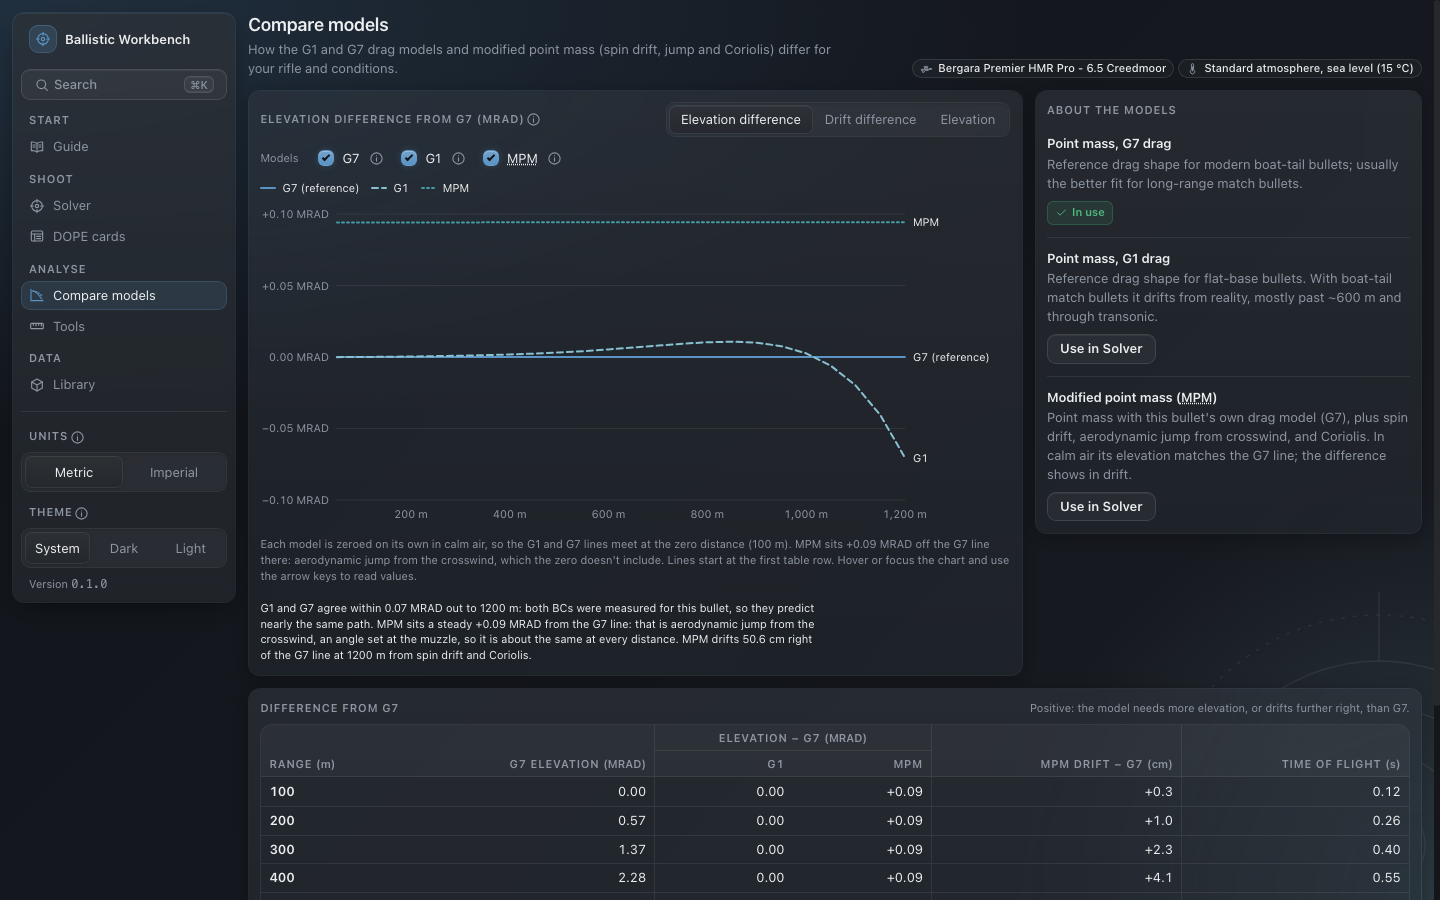 Ballistic Workbench
Search
⌘K
START
Guide
SHOOT
Solver
DOPE cards
ANALYSE
Compare models
Tools
DATA
Library
UNITS
Metric
Imperial
THEME
System
Dark
Light
Version 0.1.0
Compare models
How the G1 and G7 drag models and modified point mass (spin drift, jump and Coriolis) differ for
your rifle and conditions.
Bergara Premier HMR Pro - 6.5 Creedmoor
Standard atmosphere, sea level (15 °C)
ELEVATION DIFFERENCE FROM G7 (MRAD)
Elevation difference
Drift difference
Elevation
Models
G7
G1
MPM
G7 (reference)
G1
MPM
+0.10 MRAD
MPM
+0.05 MRAD
0.00 MRAD
G7 (reference)
−0.05 MRAD
G1
−0.10 MRAD
200 m
400 m
600 m
800 m
1,000 m
1,200 m
Each model is zeroed on its own in calm air, so the G1 and G7 lines meet at the zero distance (100 m). MPM sits +0.09 MRAD off the G7 line
there: aerodynamic jump from the crosswind, which the zero doesn't include. Lines start at the first table row. Hover or focus the chart and use
the arrow keys to read values.
G1 and G7 agree within 0.07 MRAD out to 1200 m: both BCs were measured for this bullet, so they predict
nearly the same path. MPM sits a steady +0.09 MRAD from the G7 line: that is aerodynamic jump from the
crosswind, an angle set at the muzzle, so it is about the same at every distance. MPM drifts 50.6 cm right
of the G7 line at 1200 m from spin drift and Coriolis.
ABOUT THE MODELS
Point mass, G7 drag
Reference drag shape for modern boat-tail bullets; usually
the better fit for long-range match bullets.
In use
Point mass, G1 drag
Reference drag shape for flat-base bullets. With boat-tail
match bullets it drifts from reality, mostly past ~600 m and
through transonic.
Use in Solver
Modified point mass (MPM)
Point mass with this bullet's own drag model (G7), plus spin
drift, aerodynamic jump from crosswind, and Coriolis. In
calm air its elevation matches the G7 line; the difference
shows in drift.
Use in Solver
DIFFERENCE FROM G7
Positive: the model needs more elevation, or drifts further right, than G7.
ELEVATION − G7 (MRAD)
RANGE (m)
G7 ELEVATION (MRAD)
G1
MPM
MPM DRIFT − G7 (cm)
TIME OF FLIGHT (s)
100
0.00
0.00
+0.09
+0.3
0.12
200
0.57
0.00
+0.09
+1.0
0.26
300
1.37
0.00
+0.09
+2.3
0.40
400
2.28
0.00
+0.09
+4.1
0.55